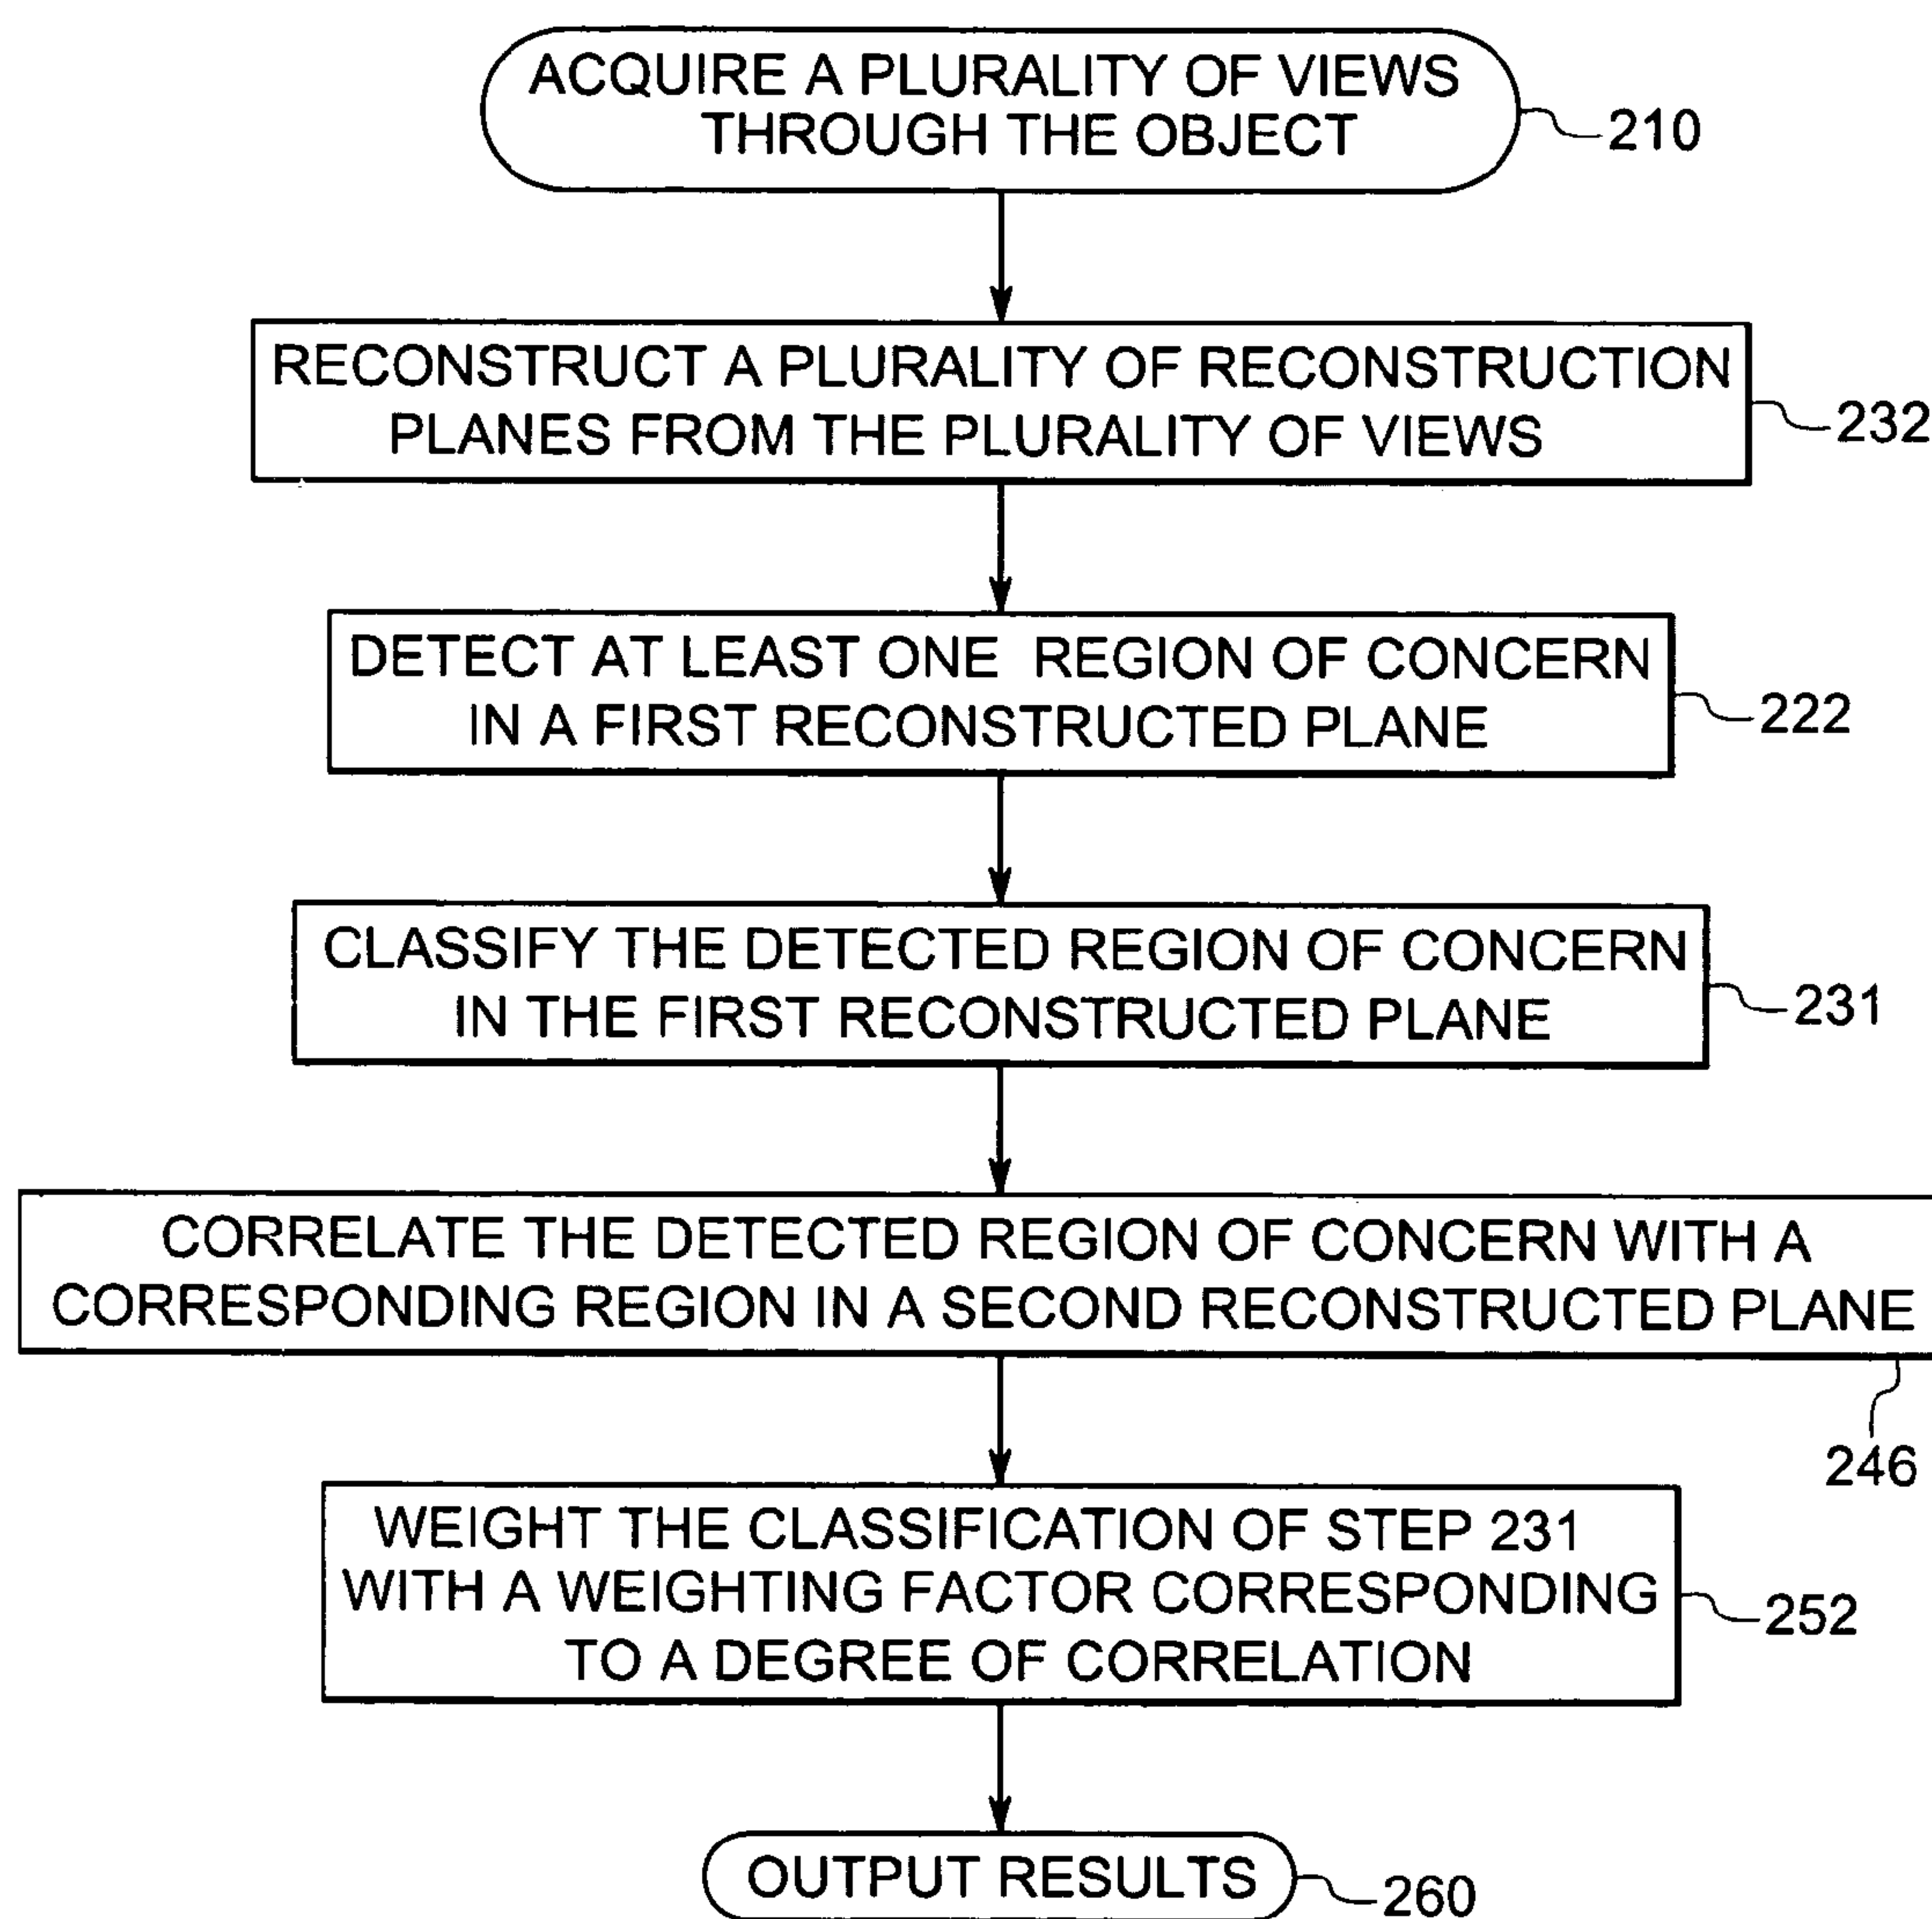 ACQUIRE A PLURALITY OF VIEWS
THROUGH THE OBJECT
210
RECONSTRUCT A PLURALITY OF RECONSTRUCTION
PLANES FROM THE PLURALITY OF VIEWS
232
DETECT AT LEAST ONE REGION OF CONCERN
IN A FIRST RECONSTRUCTED PLANE
222
CLASSIFY THE DETECTED REGION OF CONCERN
IN THE FIRST RECONSTRUCTED PLANE
231
CORRELATE THE DETECTED REGION OF CONCERN WITH A
CORRESPONDING REGION IN A SECOND RECONSTRUCTED PLANE
246
WEIGHT THE CLASSIFICATION OF STEP 231
WITH A WEIGHTING FACTOR CORRESPONDING
TO A DEGREE OF CORRELATION
252
OUTPUT RESULTS
260